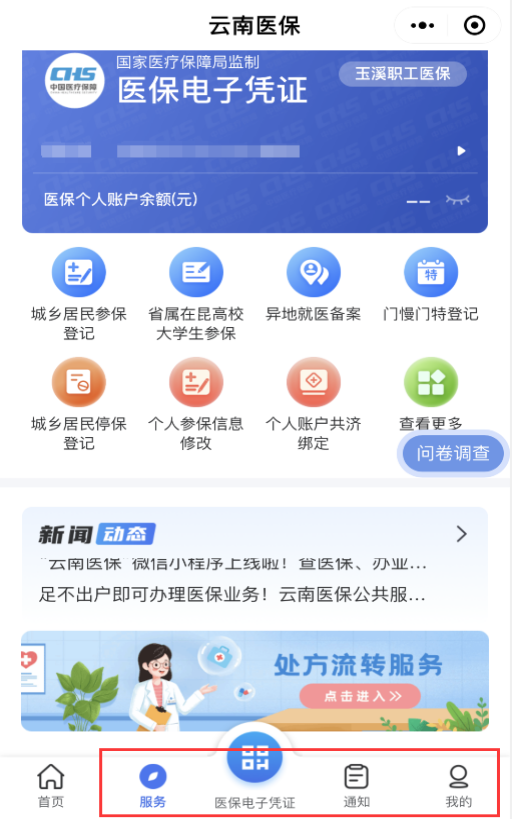 云南医保
国家医疗保障局监制
CHS
中国医疗保障
医保电子凭证
玉溪职工医保
医保个人账户余额(元)
--
城乡居民参保
登记
省属在昆高校
大学生参保
异地就医备案
特
门慢门特登记
城乡居民停保
登记
个人参保信息
修改
个人账户共济
绑定
查看更多
问卷调查
新闻 动态
“云南医保”微信小程序上线啦！查医保、办业...
足不出户即可办理医保业务！云南医保公共服...
处方流转服务
点击进入》
首页
服务
医保电子凭证
通知
我的